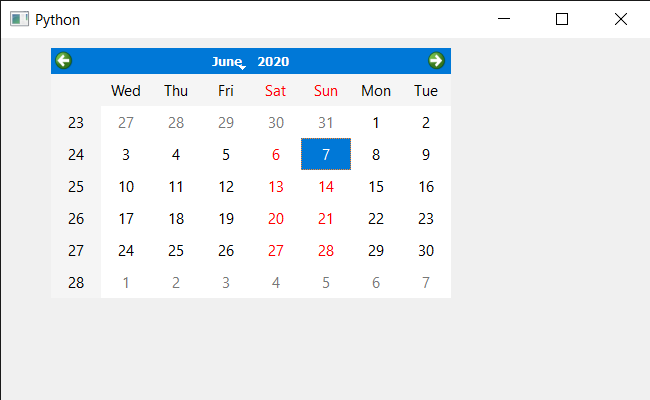 Python
June 2020
Wed Thu Fri Sat Sun Mon Tue
23 27 28 29 30 31 1 2
24 3 4 5 6 7 8 9
25 10 11 12 13 14 15 16
26 17 18 19 20 21 22 23
27 24 25 26 27 28 29 30
28 1 2 3 4 5 6 7